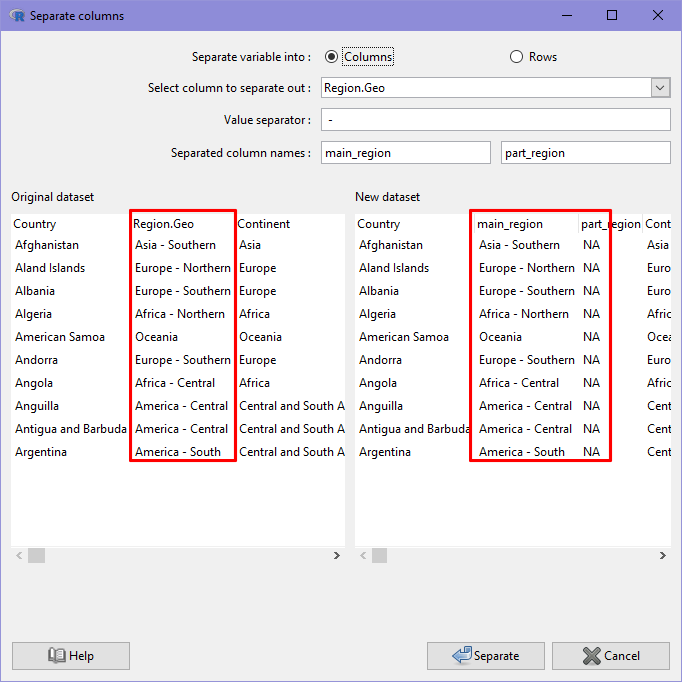 Separate columns
Separate variable into : Columns Rows
Select column to separate out : Region.Geo
Value separator : -
Separated column names : main_region part_region
Original dataset New dataset
Country Region.Geo Continent Country main_region part_region Cont
Afghanistan Asia - Southern Asia Afghanistan Asia - Southern NA Asia
Aland Islands Europe - Northern Europe Aland Islands Europe - Northern NA Euro
Albania Europe - Southern Europe Albania Europe - Southern NA Euro
Algeria Africa - Northern Africa Algeria Africa - Northern NA Afric
American Samoa Oceania Oceania American Samoa Oceania NA Ocea
Andorra Europe - Southern Europe Andorra Europe - Southern NA Euro
Angola Africa - Central Africa Angola Africa - Central NA Afric
Anguilla America - Central Central and South A Anguilla America - Central NA Cent
Antigua and Barbuda America - Central Central and South A Antigua and Barbuda America - Central NA Cent
Argentina America - South Central and South A Argentina America - South NA Cent
Help Separate Cancel